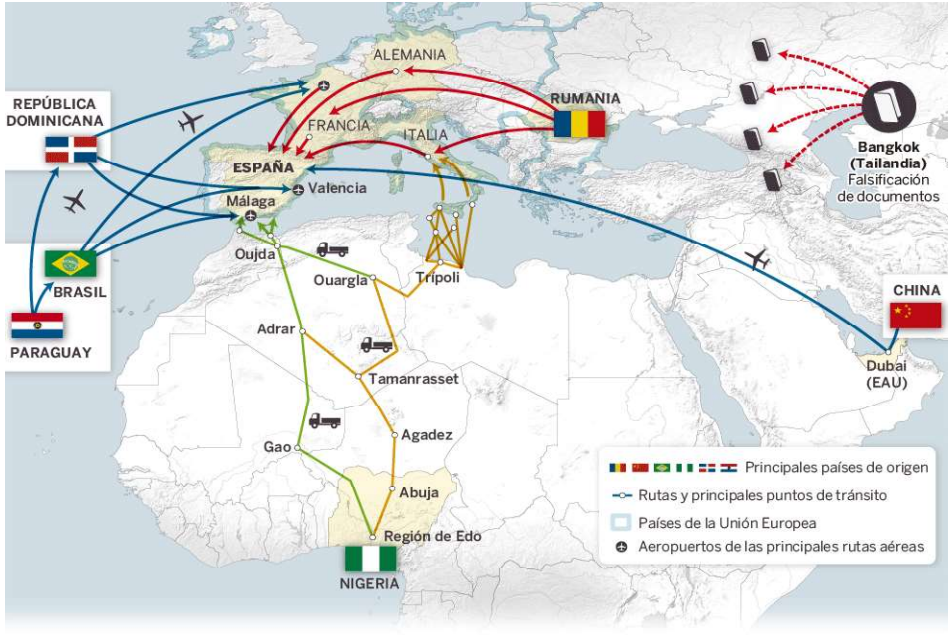 ALEMANIA
REPÚBLICA
DOMINICANA
RUMANIA
FRANCIA
ITALIA
Bangkok
(Tailandia)
Falsificación
de documentos
ESPAÑA
Valencia
Málaga
Oujda
BRASIL
Ouargla
Trípoli
CHINA
Adrar
PARAGUAY
Dubai
(EAU)
Tamanrasset
Gao
Agadez
Abuja
Región de Edo
NIGERIA
Principales países de origen
Rutas y principales puntos de tránsito
Países de la Unión Europea
Aeropuertos de las principales rutas aéreas